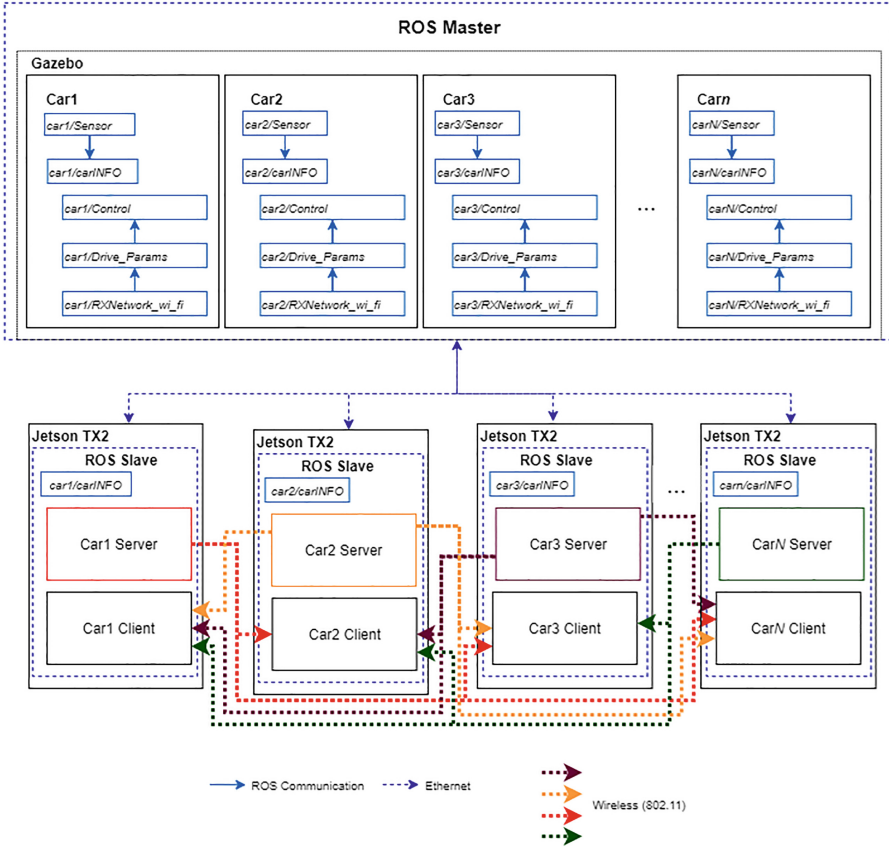 ROS Master
Gazebo
Car1 Car2 Car3 Carn
car1/Sensor car2/Sensor car3/Sensor carN/Sensor
car1/carINFO car2/carINFO car3/carINFO carN/carINFO
car1/Control car2/Control car3/Control ... carN/Control
car1/Drive_Params car2/Drive_Params car3/Drive_Params carN/Drive_Params
car1/RXNetwork_wi_fi car2/RXNetwork_wi_fi car3/RXNetwork_wi_fi carN/RXNetwork_wi_fi
Jetson TX2 Jetson TX2 Jetson TX2 Jetson TX2
ROS Slave ROS Slave ROS Slave ROS Slave
car1/carINFO car2/carINFO car3/carINFO ... carn/carINFO
Car1 Server Car2 Server Car3 Server CarN Server
Car1 Client Car2 Client Car3 Client CarN Client
ROS Communication Ethernet Wireless (802.11)